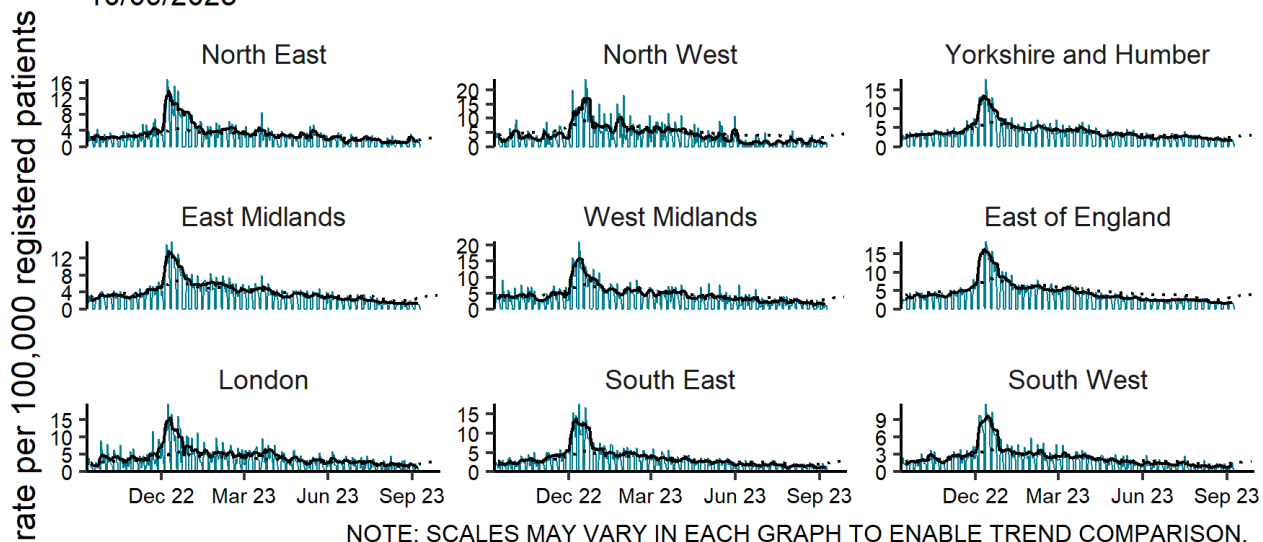 rate per 100,000 registered patients
North East
North West
Yorkshire and Humber
16
12
8
4
0
20
15
10
5
0
15
10
5
0
East Midlands
West Midlands
East of England
12
8
4
0
20
15
10
5
0
15
10
5
0
London
South East
South West
15
10
5
0
15
10
5
0
9
6
3
0
Dec 22 Mar 23 Jun 23 Sep 23
Dec 22 Mar 23 Jun 23 Sep 23
Dec 22 Mar 23 Jun 23 Sep 23
NOTE: SCALES MAY VARY IN EACH GRAPH TO ENABLE TREND COMPARISON.